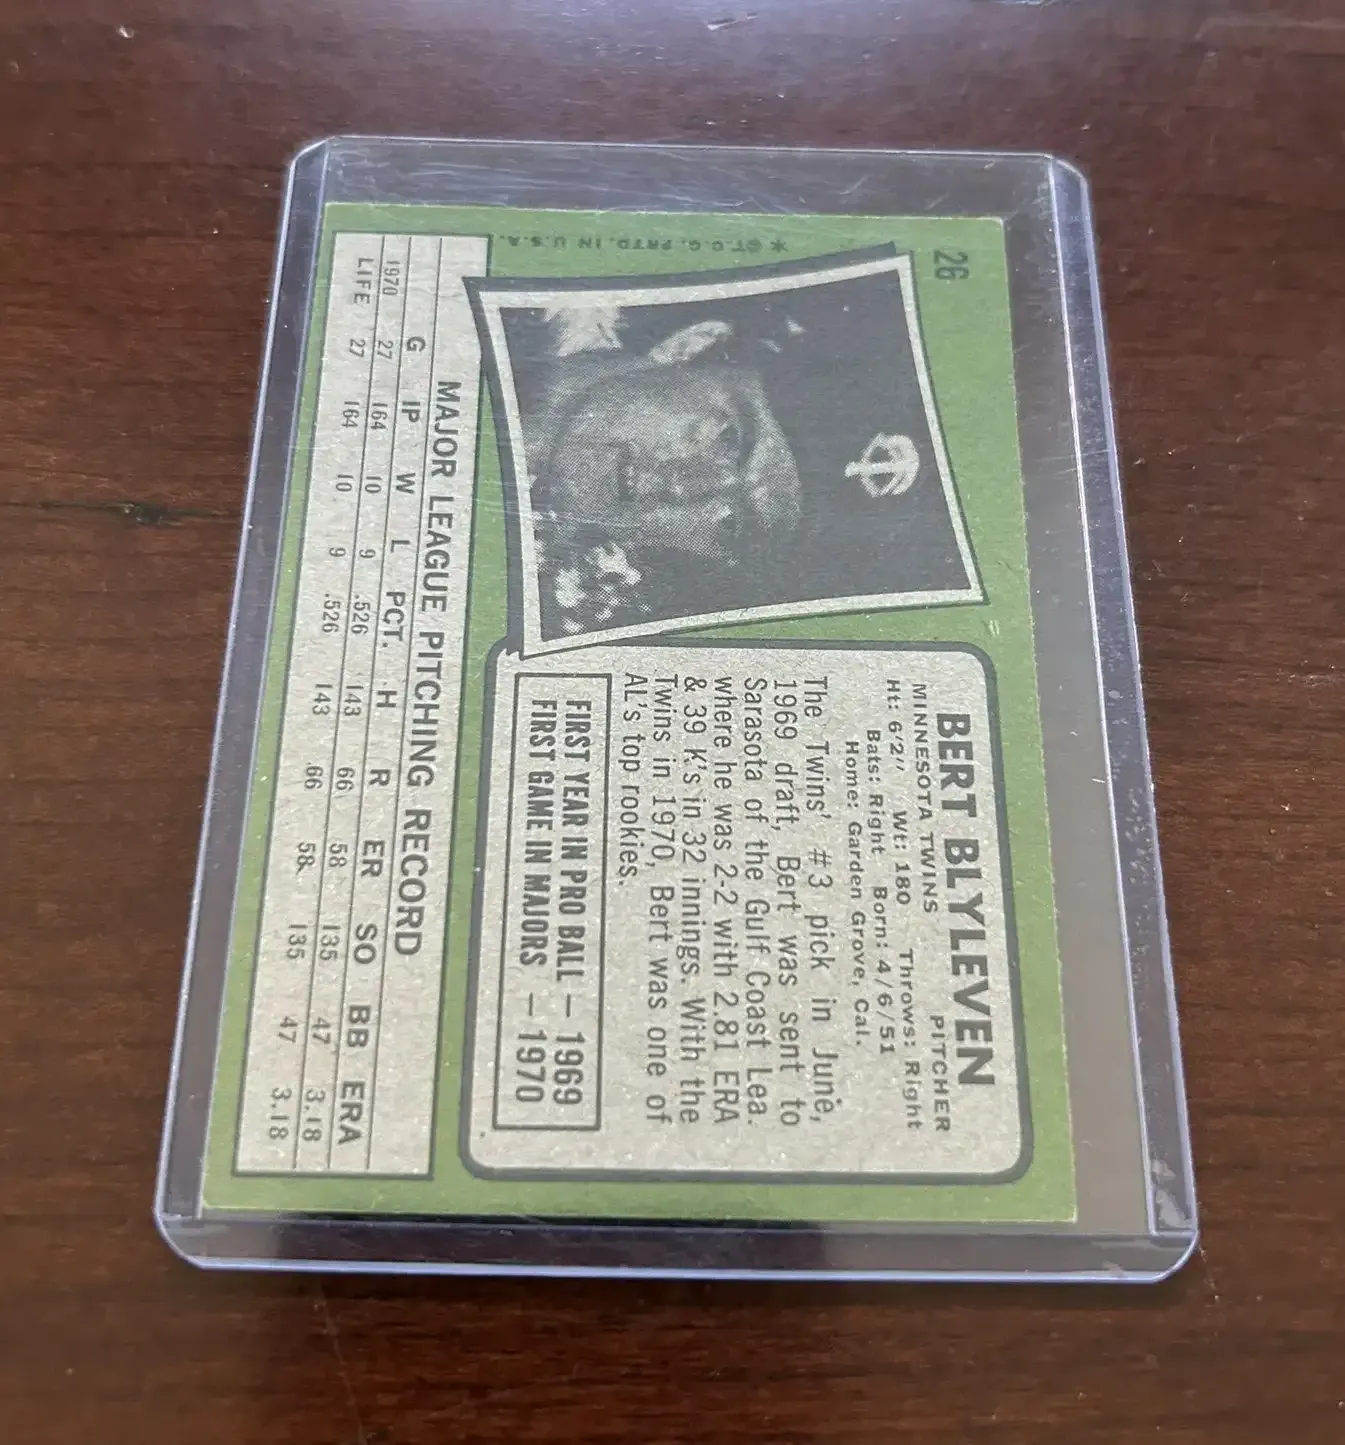 26
*©T.C.G. PRTD. IN U.S.A.
BERT BLYLEVEN
MINNESOTA TWINS PITCHER
Ht: 6'2" Wt: 180 Throws: Right
Bats: Right Born: 4/6/51
Home: Garden Grove, Cal.
The Twins' #3 pick in June,
1969 draft, Bert was sent to
Sarasota of the Gulf Coast Lea.
where he was 2-2 with 2.81 ERA
& 39 K's in 32 innings. With the
Twins in 1970, Bert was one of
AL's top rookies.
FIRST YEAR IN PRO BALL — 1969
FIRST GAME IN MAJORS — 1970
MAJOR LEAGUE PITCHING RECORD
G IP W L PCT. H R ER SO BB ERA
1970 27 164 10 9 .526 143 66 58 135 47 3.18
LIFE 27 164 10 9 .526 143 66 58 135 47 3.18